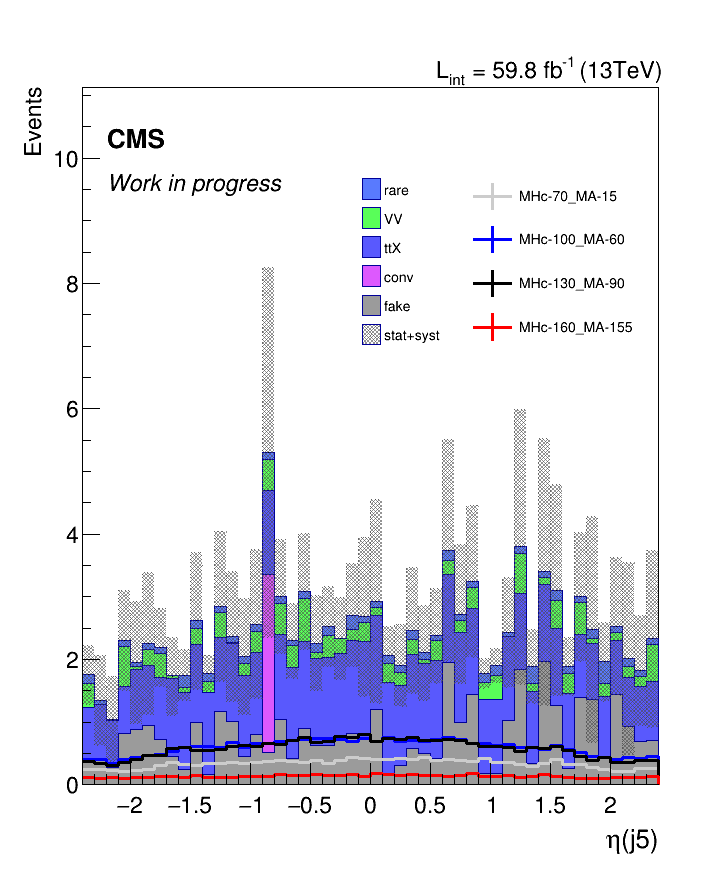 L_int = 59.8 fb^-1 (13TeV)
Events
CMS
Work in progress
rare
VV
ttX
conv
fake
stat+syst
MHc-70_MA-15
MHc-100_MA-60
MHc-130_MA-90
MHc-160_MA-155
10
8
6
4
2
0
−2 −1.5 −1 −0.5 0 0.5 1 1.5 2
η(j5)